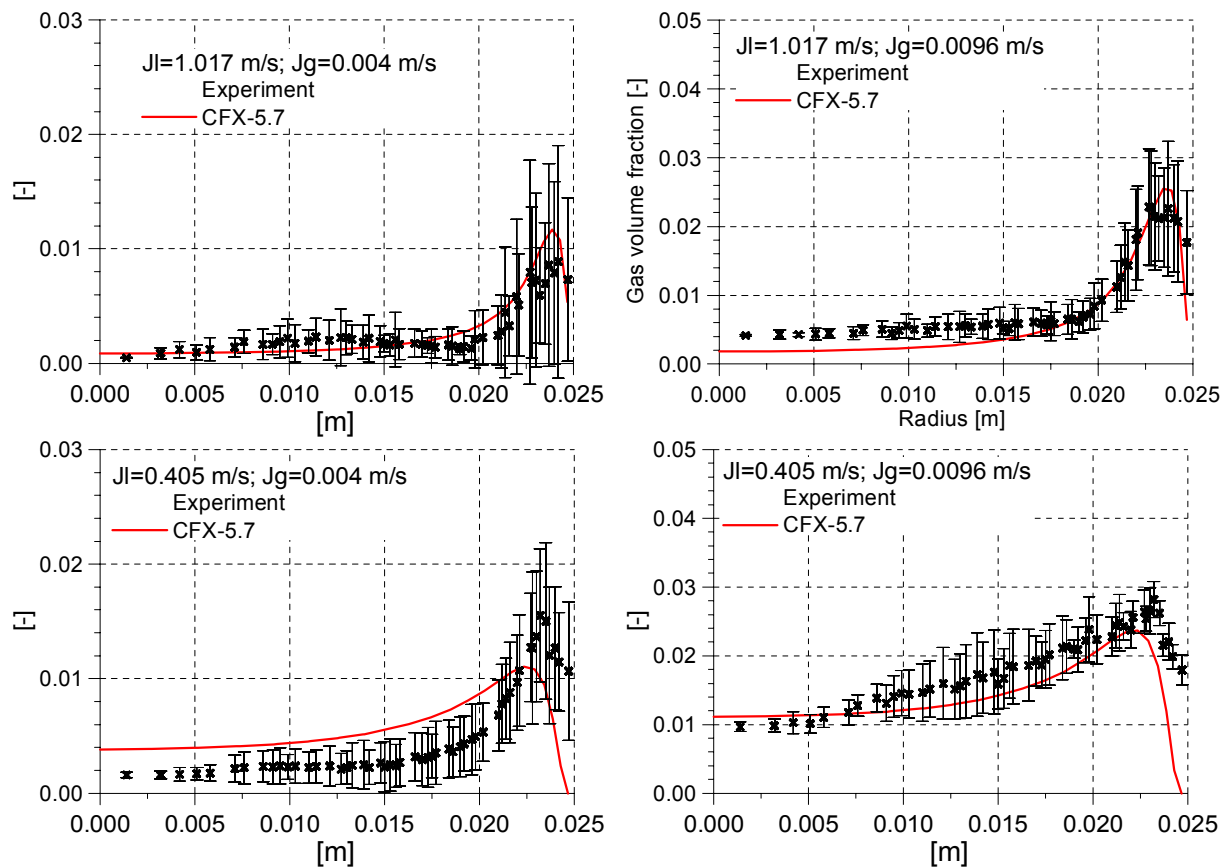 0.03
Jl=1.017 m/s; Jg=0.004 m/s
Experiment
CFX-5.7
0.02
[-]
0.01
0.00
0.000 0.005 0.010 0.015 0.020 0.025
[m]
0.05
Jl=1.017 m/s; Jg=0.0096 m/s
Experiment
CFX-5.7
0.04
0.03
Gas volume fraction [-]
0.02
0.01
0.00
0.000 0.005 0.010 0.015 0.020 0.025
Radius [m]
0.03
Jl=0.405 m/s; Jg=0.004 m/s
Experiment
CFX-5.7
0.02
[-]
0.01
0.00
0.000 0.005 0.010 0.015 0.020 0.025
[m]
0.05
Jl=0.405 m/s; Jg=0.0096 m/s
Experiment
CFX-5.7
0.04
0.03
[-]
0.02
0.01
0.00
0.000 0.005 0.010 0.015 0.020 0.025
[m]